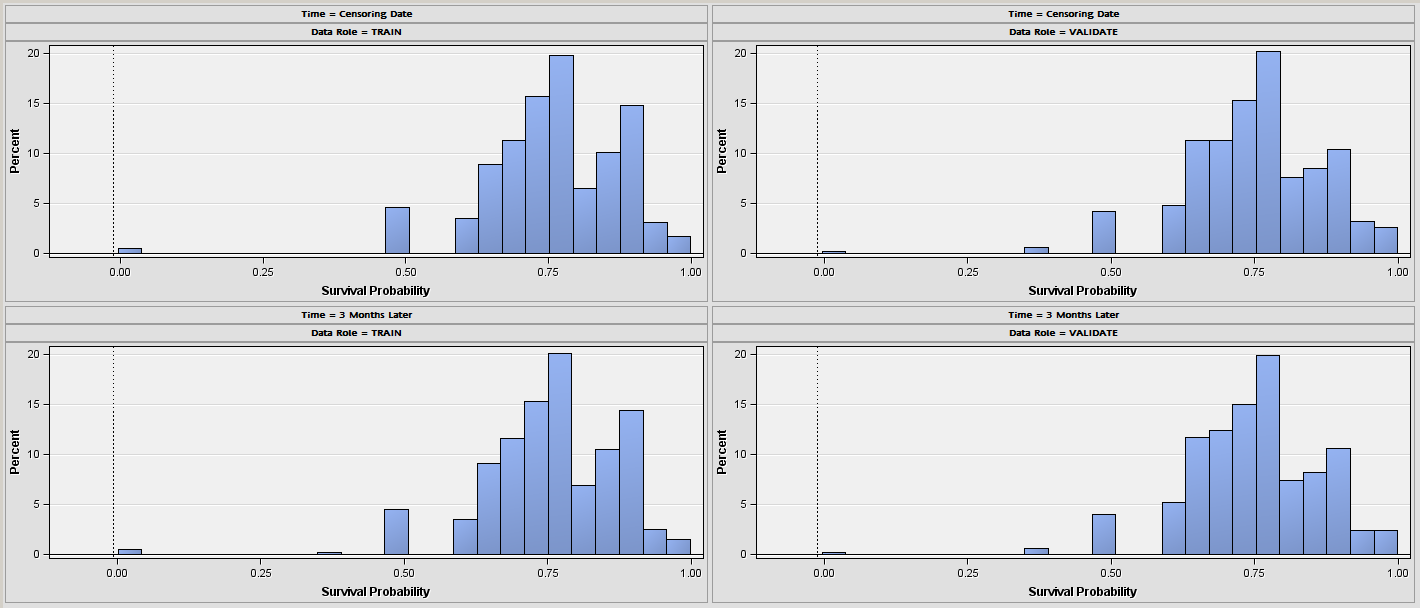 Time = Censoring Date
Data Role = TRAIN
Percent
20
15
10
5
0
0.00 0.25 0.50 0.75 1.00
Survival Probability
Time = Censoring Date
Data Role = VALIDATE
Percent
20
15
10
5
0
0.00 0.25 0.50 0.75 1.00
Survival Probability
Time = 3 Months Later
Data Role = TRAIN
Percent
20
15
10
5
0
0.00 0.25 0.50 0.75 1.00
Survival Probability
Time = 3 Months Later
Data Role = VALIDATE
Percent
20
15
10
5
0
0.00 0.25 0.50 0.75 1.00
Survival Probability